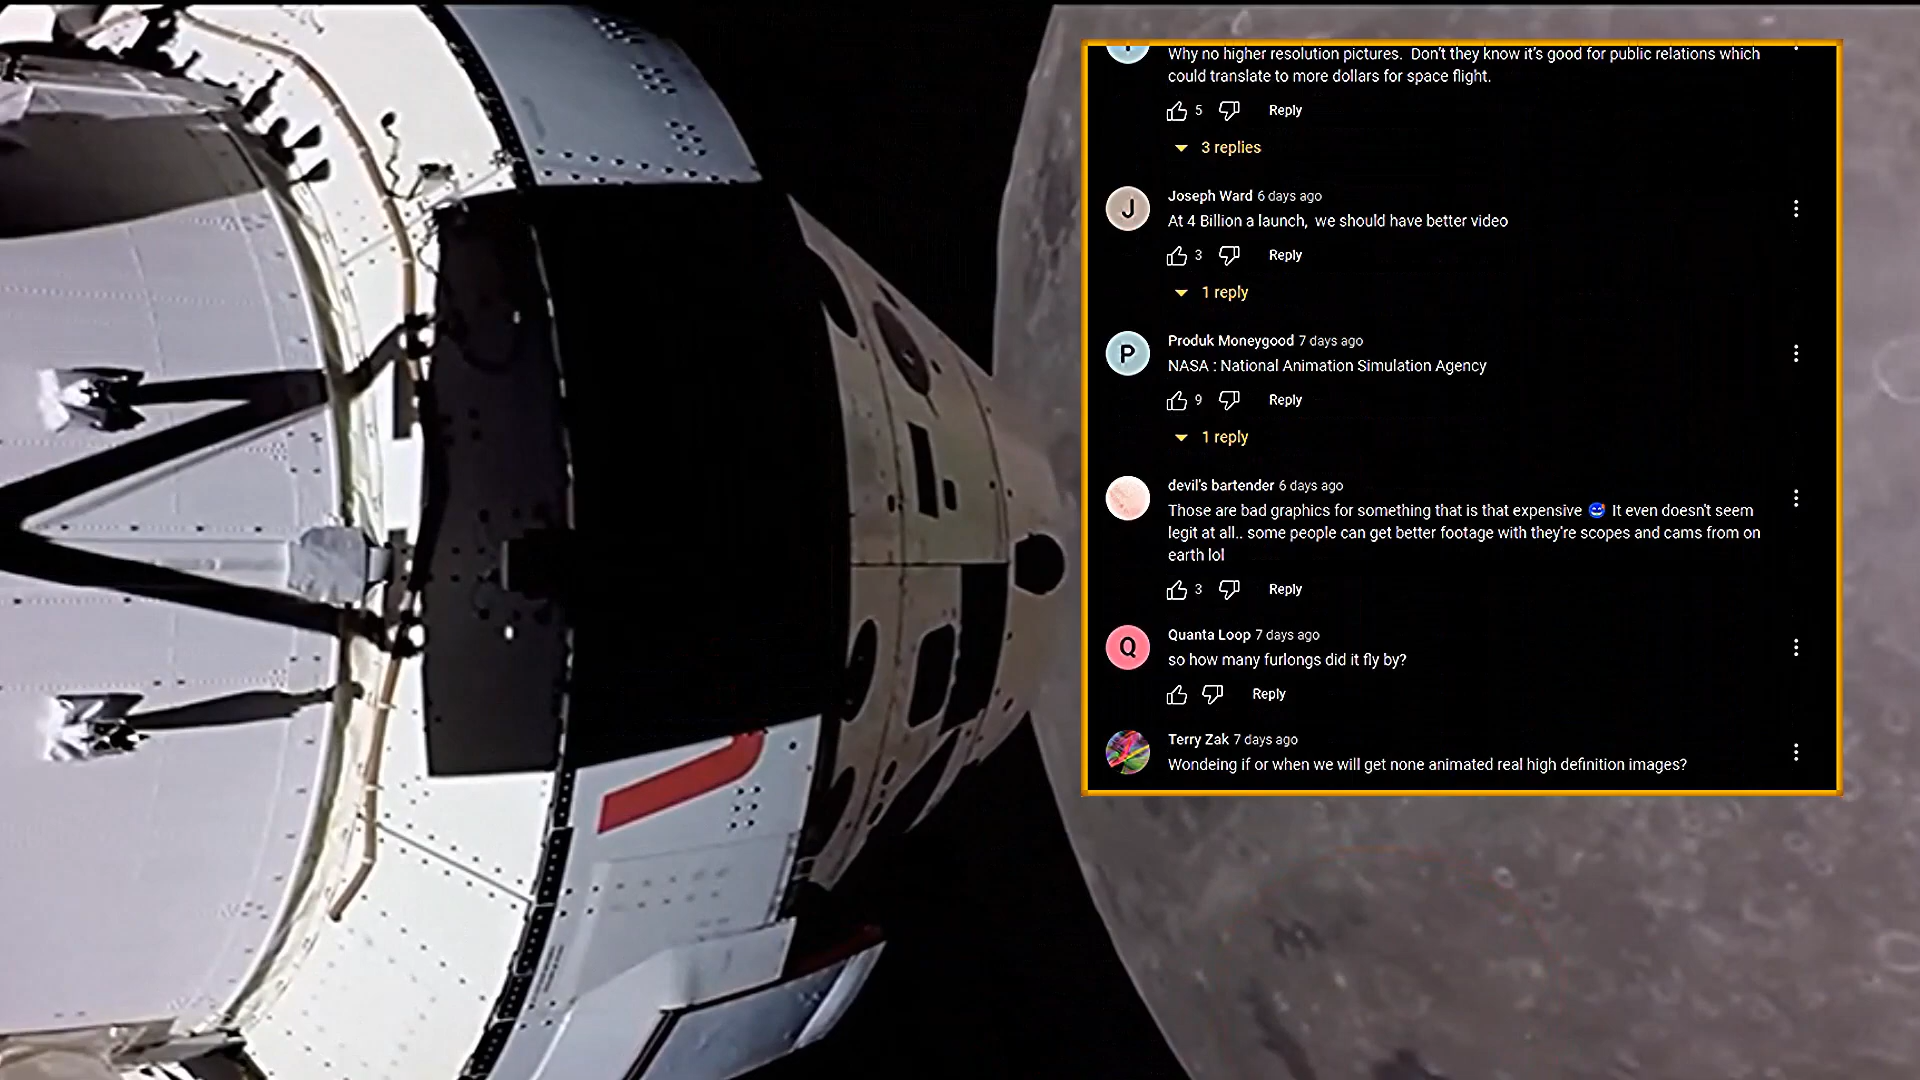 Why no higher resolution pictures. Don't they know it's good for public relations which
could translate to more dollars for space flight.
5 Reply
3 replies
J
Joseph Ward 6 days ago
At 4 Billion a launch, we should have better video
3 Reply
1 reply
P
Produk Moneygood 7 days ago
NASA : National Animation Simulation Agency
9 Reply
1 reply
devil's bartender 6 days ago
Those are bad graphics for something that is that expensive 😅 It even doesn't seem
legit at all.. some people can get better footage with they're scopes and cams from on
earth lol
3 Reply
Q
Quanta Loop 7 days ago
so how many furlongs did it fly by?
Reply
Terry Zak 7 days ago
Wondeing if or when we will get none animated real high definition images?